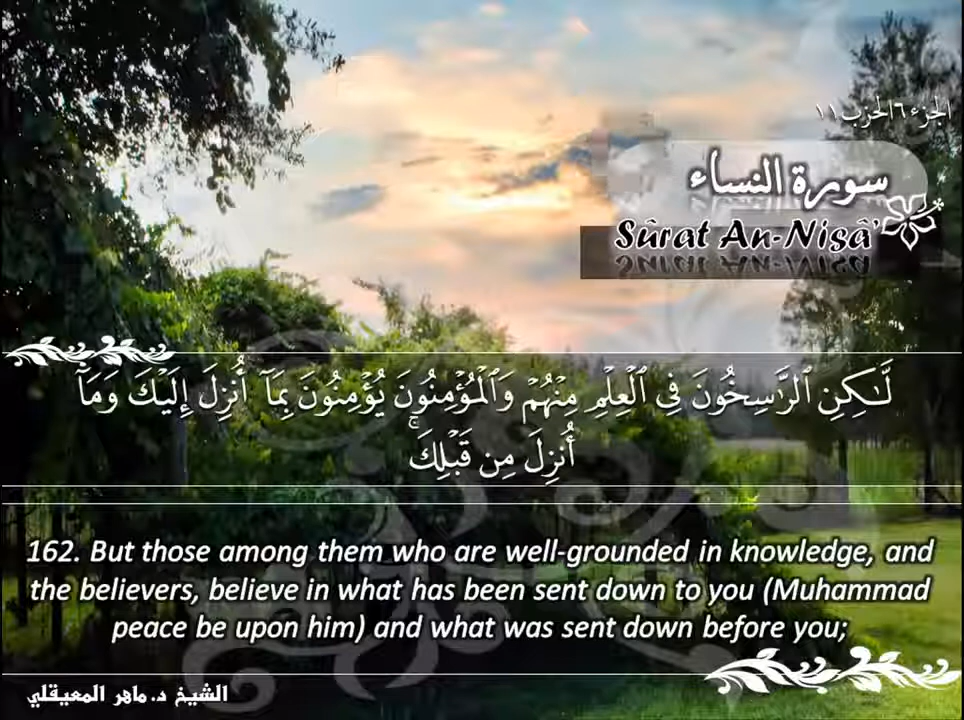 الجزء ٦ الحزب ١١
سورة النساء
Sûrat An-Nisâ'
لَّٰكِنِ ٱلرَّٰسِخُونَ فِى ٱلْعِلْمِ مِنْهُمْ وَٱلْمُؤْمِنُونَ يُؤْمِنُونَ بِمَآ أُنزِلَ إِلَيْكَ وَمَآ
أُنزِلَ مِن قَبْلِكَ ۚ
162. But those among them who are well-grounded in knowledge, and
the believers, believe in what has been sent down to you (Muhammad
peace be upon him) and what was sent down before you;
الشيخ د. ماهر المعيقلي